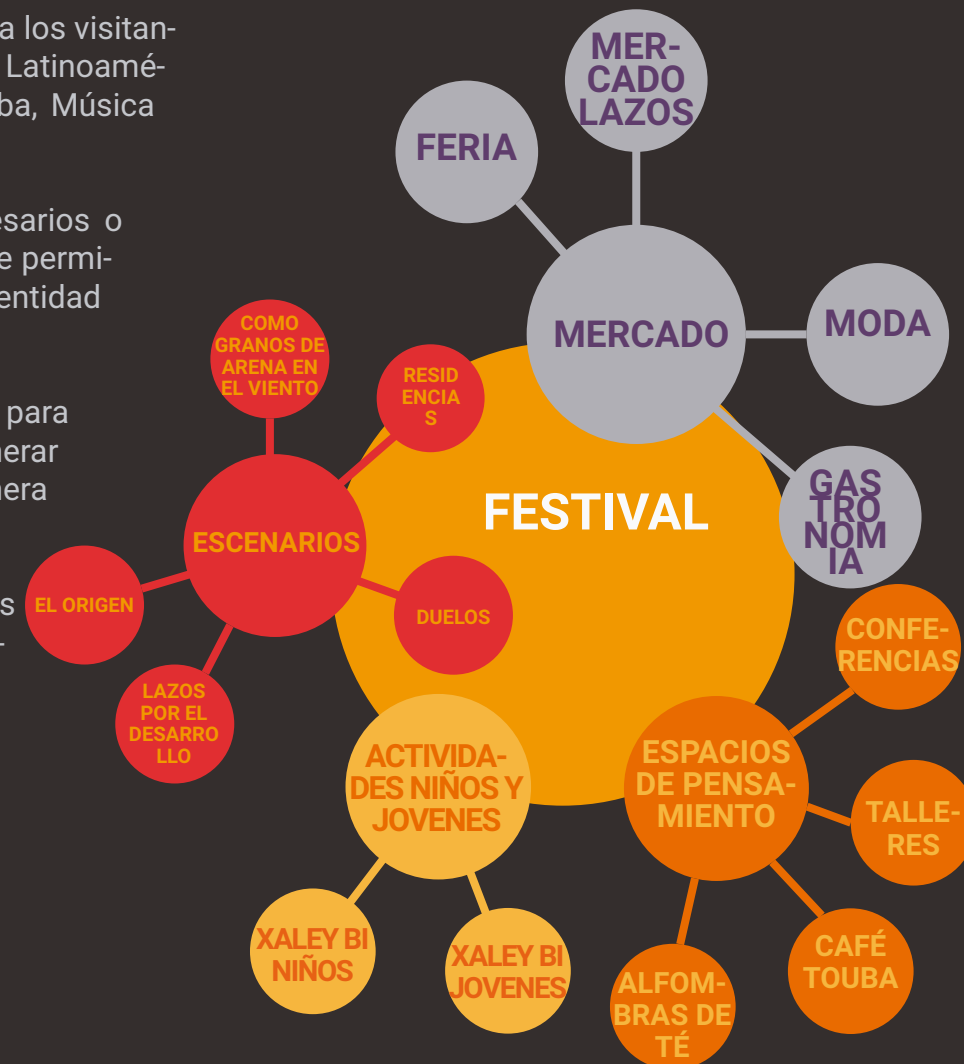 a los visitan-
Latinoamé-
ba, Música
esarios o
e permi-
entidad
para
nerar
nera
s
-
MER-
CADO
LAZOS
FERIA
MERCADO
MODA
GAS
TRO
NOM
IA
COMO
GRANOS DE
ARENA EN
EL VIENTO
RESID
ENCIA
S
FESTIVAL
ESCENARIOS
EL ORIGEN
DUELOS
LAZOS
POR EL
DESARRO
LLO
CONFE-
RENCIAS
ACTIVIDA-
DES NIÑOS Y
JOVENES
ESPACIOS
DE PENSA-
MIENTO
TALLE-
RES
XALEY BI
NIÑOS
XALEY BI
JOVENES
ALFOM-
BRAS DE
TÉ
CAFÉ
TOUBA